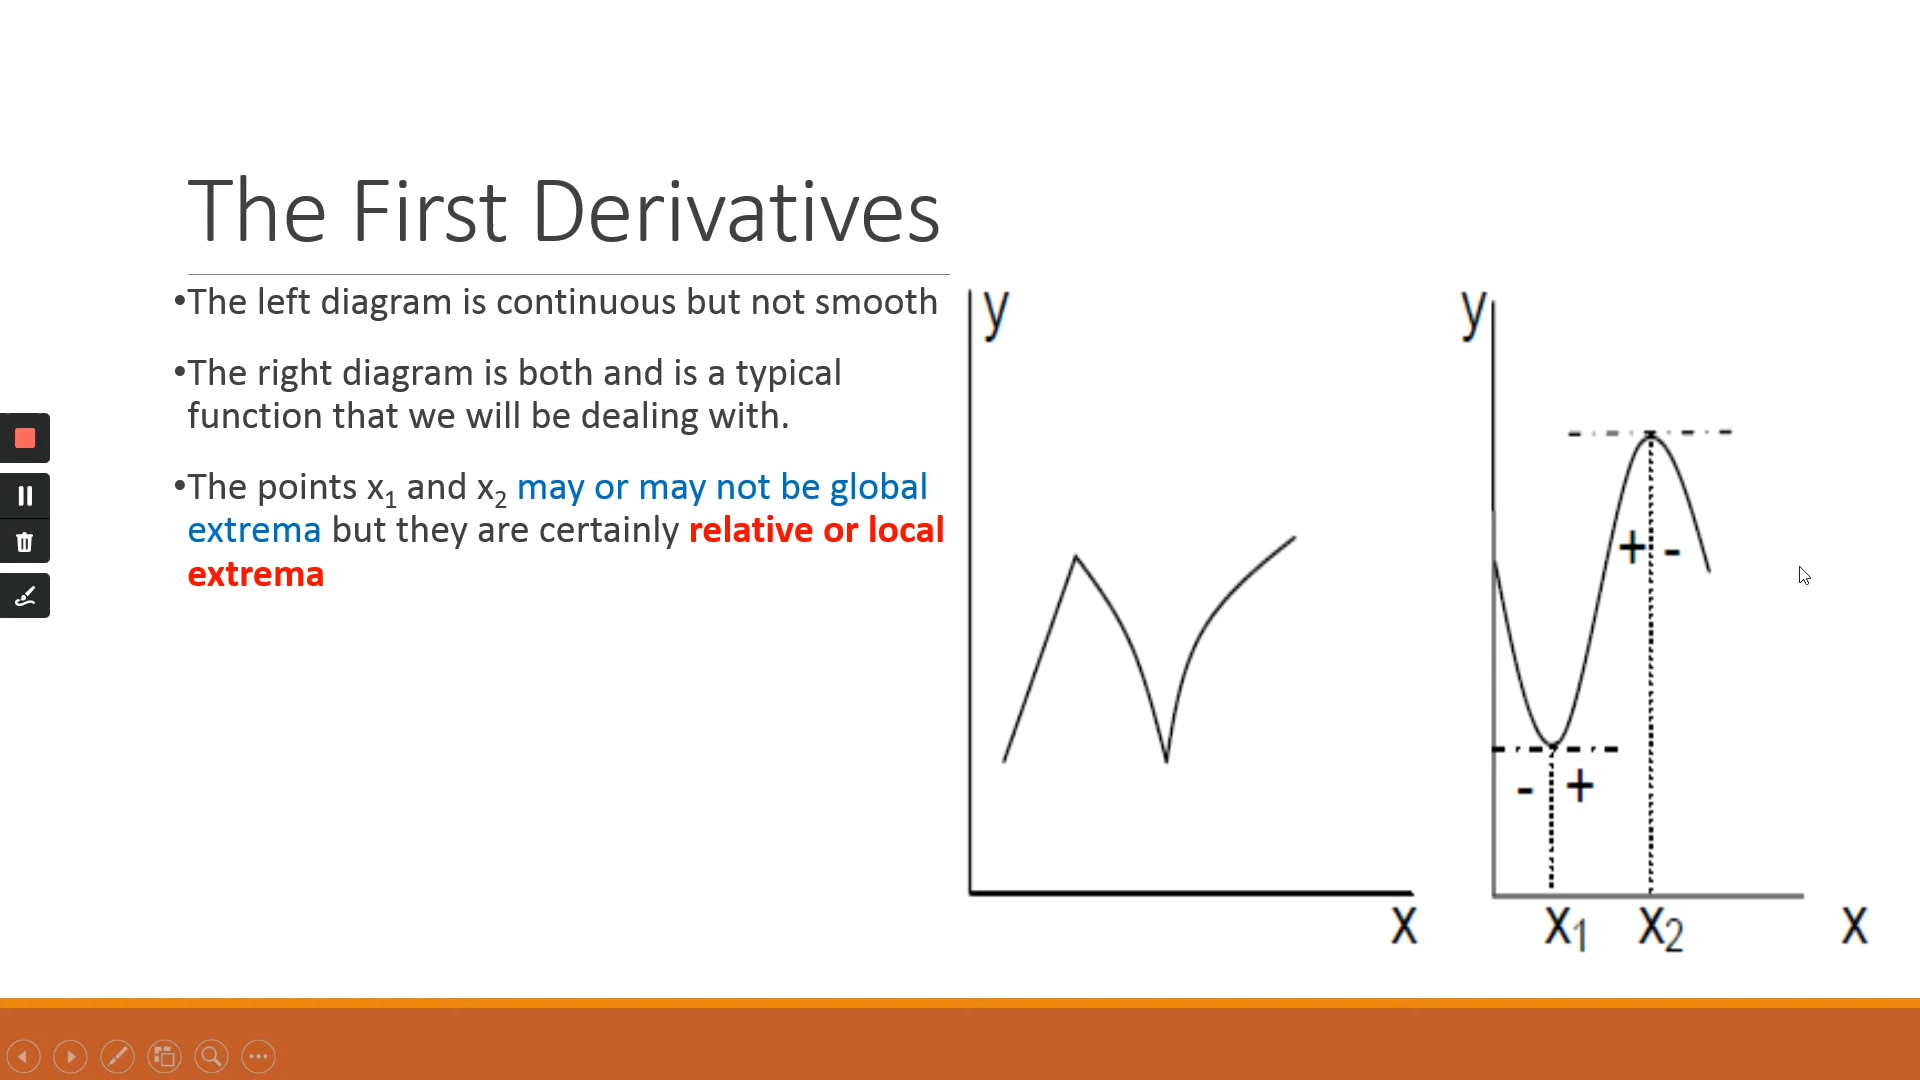 The First Derivatives
•The left diagram is continuous but not smooth
•The right diagram is both and is a typical
function that we will be dealing with.
•The points x₁ and x₂ may or may not be global
extrema but they are certainly relative or local
extrema
y
x
y
+ -
- +
x₁ x₂ x